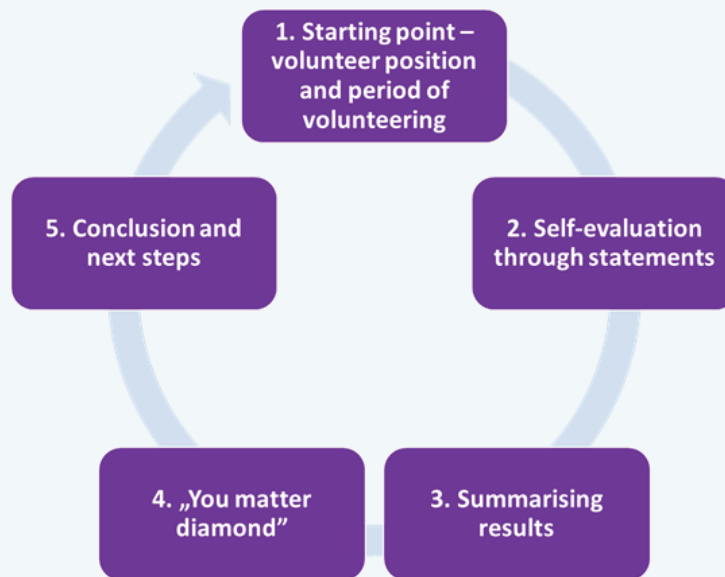 1. Starting point –
volunteer position
and period of
volunteering
2. Self-evaluation
through statements
3. Summarising
results
4. „You matter
diamond”
5. Conclusion and
next steps